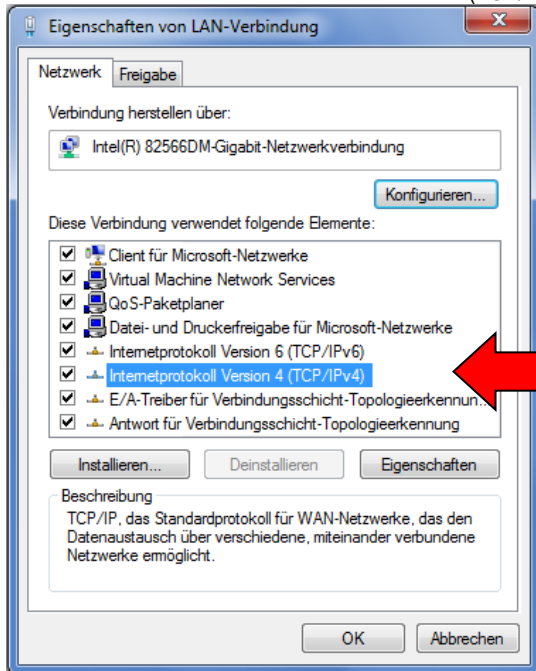 Eigenschaften von LAN-Verbindung
Netzwerk Freigabe
Verbindung herstellen über:
Intel(R) 82566DM-Gigabit-Netzwerkverbindung
Konfigurieren...
Diese Verbindung verwendet folgende Elemente:
Client für Microsoft-Netzwerke
Virtual Machine Network Services
QoS-Paketplaner
Datei- und Druckerfreigabe für Microsoft-Netzwerke
Internetprotokoll Version 6 (TCP/IPv6)
Internetprotokoll Version 4 (TCP/IPv4)
E/A-Treiber für Verbindungsschicht-Topologieerkennun...
Antwort für Verbindungsschicht-Topologieerkennung
Installieren... Deinstallieren Eigenschaften
Beschreibung
TCP/IP, das Standardprotokoll für WAN-Netzwerke, das den
Datenaustausch über verschiedene, miteinander verbundene
Netzwerke ermöglicht.
OK Abbrechen